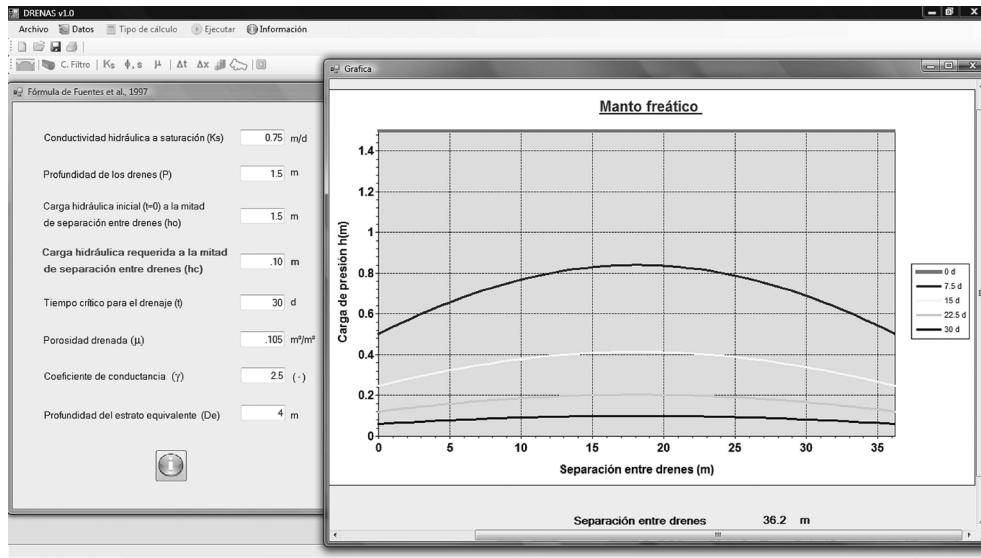 DRENAS v1.0
Archivo Datos Tipo de cálculo Ejecutar Información
C. Filtro Ks ϕ,s μ Δt Δx
Fórmula de Fuentes et al., 1997
Conductividad hidráulica a saturación (Ks) 0.75 m/d
Profundidad de los drenes (P) 1.5 m
Carga hidráulica inicial (t=0) a la mitad
de separación entre drenes (ho) 1.5 m
Carga hidráulica requerida a la mitad
de separación entre drenes (hc) .10 m
Tiempo crítico para el drenaje (t) 30 d
Porosidad drenada (μ) .105 m³/m³
Coeficiente de conductancia (γ) 2.5 (-)
Profundidad del estrato equivalente (De) 4 m
Grafica
Manto freático
Carga de presión h(m)
1.4
1.2
1
0.8
0.6
0.4
0.2
0
0 5 10 15 20 25 30 35
Separación entre drenes (m)
0 d
7.5 d
15 d
22.5 d
30 d
Separación entre drenes 36.2 m